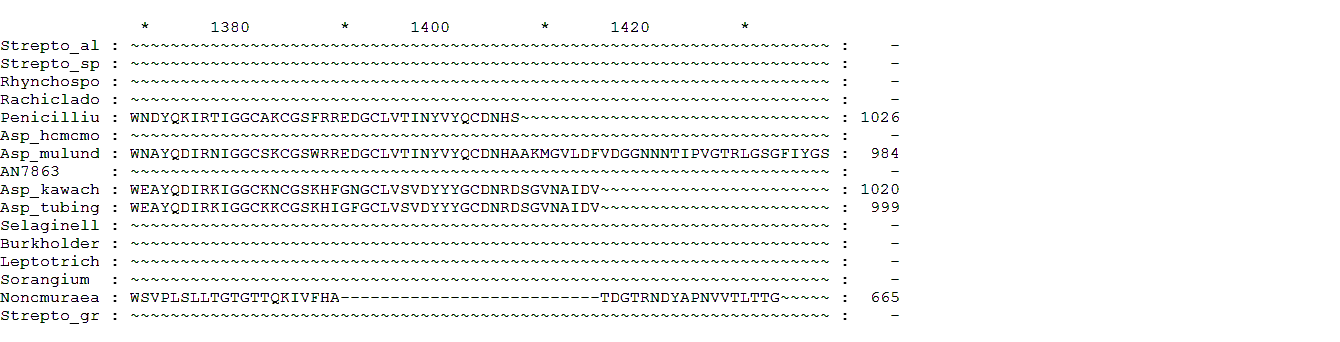 * 1380 * 1400 * 1420 *
Strepto_al : ~~~~~~~~~~~~~~~~~~~~~~~~~~~~~~~~~~~~~~~~~~~~~~~~~~~~~~~~~~~~~~~~~~~~~~ : -
Strepto_sp : ~~~~~~~~~~~~~~~~~~~~~~~~~~~~~~~~~~~~~~~~~~~~~~~~~~~~~~~~~~~~~~~~~~~~~~ : -
Rhynchospo : ~~~~~~~~~~~~~~~~~~~~~~~~~~~~~~~~~~~~~~~~~~~~~~~~~~~~~~~~~~~~~~~~~~~~~~ : -
Rachiclado : ~~~~~~~~~~~~~~~~~~~~~~~~~~~~~~~~~~~~~~~~~~~~~~~~~~~~~~~~~~~~~~~~~~~~~~ : -
Penicilliu : WNDYQKIRTIGGCAKCGSFRREDGCLVTINYVYQCDNHS~~~~~~~~~~~~~~~~~~~~~~~~~~~~~~~ : 1026
Asp_hcmcmo : ~~~~~~~~~~~~~~~~~~~~~~~~~~~~~~~~~~~~~~~~~~~~~~~~~~~~~~~~~~~~~~~~~~~~~~ : -
Asp_mulund : WNAYQDIRNIGGCSKCGSWRREDGCLVTINYVYQCDNHAAKMGVLDFVDGGNNNTIPVGTRLGSGFIYGS : 984
AN7863 : ~~~~~~~~~~~~~~~~~~~~~~~~~~~~~~~~~~~~~~~~~~~~~~~~~~~~~~~~~~~~~~~~~~~~~~ : -
Asp_kawach : WEAYQDIRKIGGCKNCGSKHFGNGCLVSVDYYYGCDNRDSGVNAIDV~~~~~~~~~~~~~~~~~~~~~~~ : 1020
Asp_tubing : WEAYQDIRKIGGCKKCGSKHIGFGCLVSVDYYYGCDNRDSGVNAIDV~~~~~~~~~~~~~~~~~~~~~~~ : 999
Selaginell : ~~~~~~~~~~~~~~~~~~~~~~~~~~~~~~~~~~~~~~~~~~~~~~~~~~~~~~~~~~~~~~~~~~~~~~ : -
Burkholder : ~~~~~~~~~~~~~~~~~~~~~~~~~~~~~~~~~~~~~~~~~~~~~~~~~~~~~~~~~~~~~~~~~~~~~~ : -
Leptotrich : ~~~~~~~~~~~~~~~~~~~~~~~~~~~~~~~~~~~~~~~~~~~~~~~~~~~~~~~~~~~~~~~~~~~~~~ : -
Sorangium : ~~~~~~~~~~~~~~~~~~~~~~~~~~~~~~~~~~~~~~~~~~~~~~~~~~~~~~~~~~~~~~~~~~~~~~ : -
Noncmuraea : WSVPLSLLTGTGTTQKIVFHA--------------------------TDGTRNDYAPNVVTLTTG~~~~~ : 665
Strepto_gr : ~~~~~~~~~~~~~~~~~~~~~~~~~~~~~~~~~~~~~~~~~~~~~~~~~~~~~~~~~~~~~~~~~~~~~~ : -